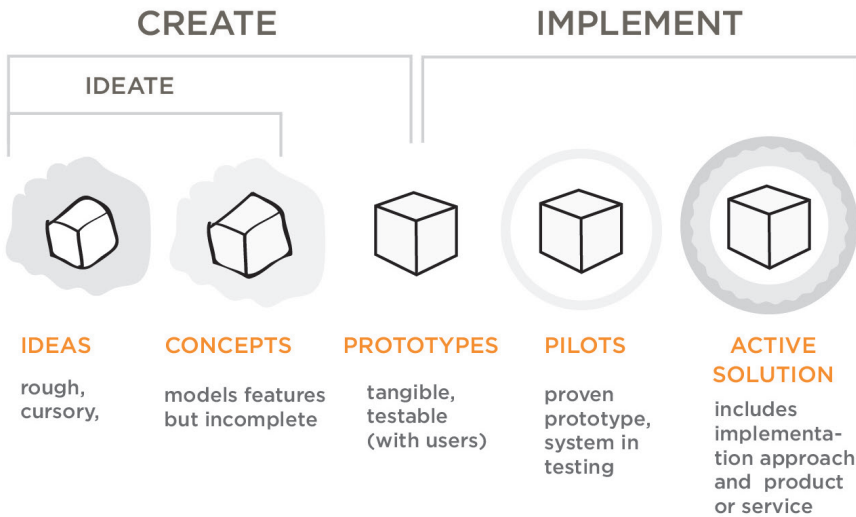 CREATE
IMPLEMENT
IDEATE
IDEAS
rough,
cursory,
CONCEPTS
models features
but incomplete
PROTOTYPES
tangible,
testable
(with users)
PILOTS
proven
prototype,
system in
testing
ACTIVE
SOLUTION
includes
implementa-
tion approach
and product
or service